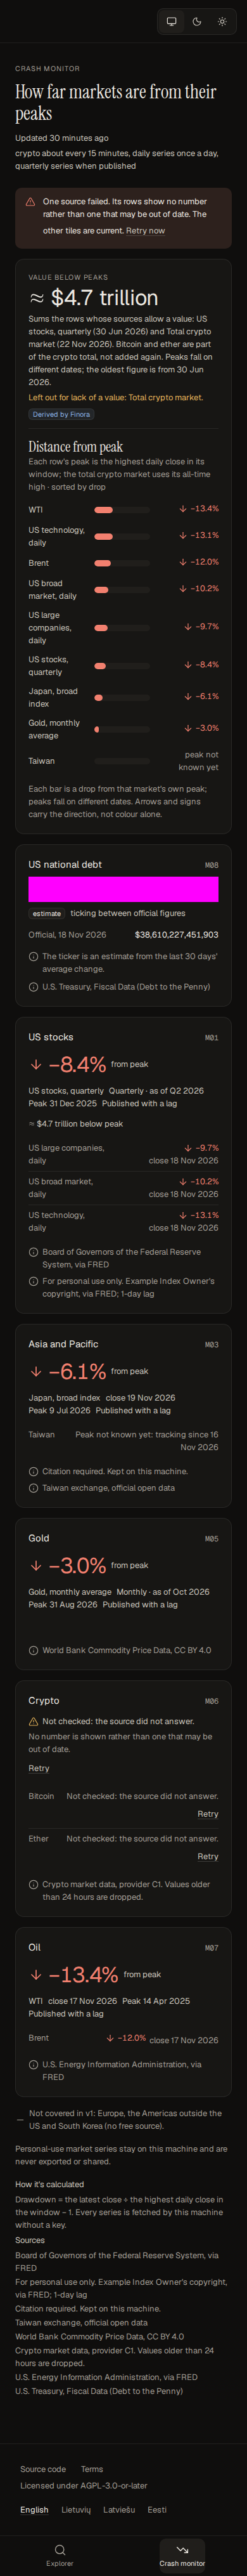 CRASH MONITOR
How far markets are from their
peaks
Updated 30 minutes ago
crypto about every 15 minutes, daily series once a day,
quarterly series when published
One source failed. Its rows show no number
rather than one that may be out of date. The
other tiles are current. Retry now
VALUE BELOW PEAKS
≈ $4.7 trillion
Sums the rows whose sources allow a value: US
stocks, quarterly (30 Jun 2026) and Total crypto
market (22 Nov 2026). Bitcoin and ether are part
of the crypto total, not added again. Peaks fall on
different dates; the oldest figure is from 30 Jun
2026.
Left out for lack of a value: Total crypto market.
Derived by Finora
Distance from peak
Each row's peak is the highest daily close in its
window; the total crypto market uses its all-time
high · sorted by drop
WTI ↓ −13.4%
US technology,
daily ↓ −13.1%
Brent ↓ −12.0%
US broad
market, daily ↓ −10.2%
US large
companies,
daily ↓ −9.7%
US stocks,
quarterly ↓ −8.4%
Japan, broad
index ↓ −6.1%
Gold, monthly
average ↓ −3.0%
Taiwan peak not
known yet
Each bar is a drop from that market's own peak;
peaks fall on different dates. Arrows and signs
carry the direction, not colour alone.
US national debt M08
estimate ticking between official figures
Official, 18 Nov 2026 $38,610,227,451,903
The ticker is an estimate from the last 30 days'
average change.
U.S. Treasury, Fiscal Data (Debt to the Penny)
US stocks M01
↓ −8.4% from peak
US stocks, quarterly Quarterly · as of Q2 2026
Peak 31 Dec 2025 Published with a lag
≈ $4.7 trillion below peak
US large companies,
daily ↓ −9.7%
close 18 Nov 2026
US broad market,
daily ↓ −10.2%
close 18 Nov 2026
US technology,
daily ↓ −13.1%
close 18 Nov 2026
Board of Governors of the Federal Reserve
System, via FRED
For personal use only. Example Index Owner's
copyright, via FRED; 1-day lag
Asia and Pacific M03
↓ −6.1% from peak
Japan, broad index close 19 Nov 2026
Peak 9 Jul 2026 Published with a lag
Taiwan Peak not known yet: tracking since 16
Nov 2026
Citation required. Kept on this machine.
Taiwan exchange, official open data
Gold M05
↓ −3.0% from peak
Gold, monthly average Monthly · as of Oct 2026
Peak 31 Aug 2026 Published with a lag
World Bank Commodity Price Data, CC BY 4.0
Crypto M06
Not checked: the source did not answer.
No number is shown rather than one that may be
out of date.
Retry
Bitcoin Not checked: the source did not answer.
Retry
Ether Not checked: the source did not answer.
Retry
Crypto market data, provider C1. Values older
than 24 hours are dropped.
Oil M07
↓ −13.4% from peak
WTI close 17 Nov 2026 Peak 14 Apr 2025
Published with a lag
Brent ↓ −12.0% close 17 Nov 2026
U.S. Energy Information Administration, via
FRED
— Not covered in v1: Europe, the Americas outside the
US and South Korea (no free source).
Personal-use market series stay on this machine and are
never exported or shared.
How it's calculated
Drawdown = the latest close ÷ the highest daily close in
the window − 1. Every series is fetched by this machine
without a key.
Sources
Board of Governors of the Federal Reserve System, via
FRED
For personal use only. Example Index Owner's copyright,
via FRED; 1-day lag
Citation required. Kept on this machine.
Taiwan exchange, official open data
World Bank Commodity Price Data, CC BY 4.0
Crypto market data, provider C1. Values older than 24
hours are dropped.
U.S. Energy Information Administration, via FRED
U.S. Treasury, Fiscal Data (Debt to the Penny)
Source code Terms
Licensed under AGPL-3.0-or-later
English Lietuvių Latviešu Eesti
Explorer Crash monitor